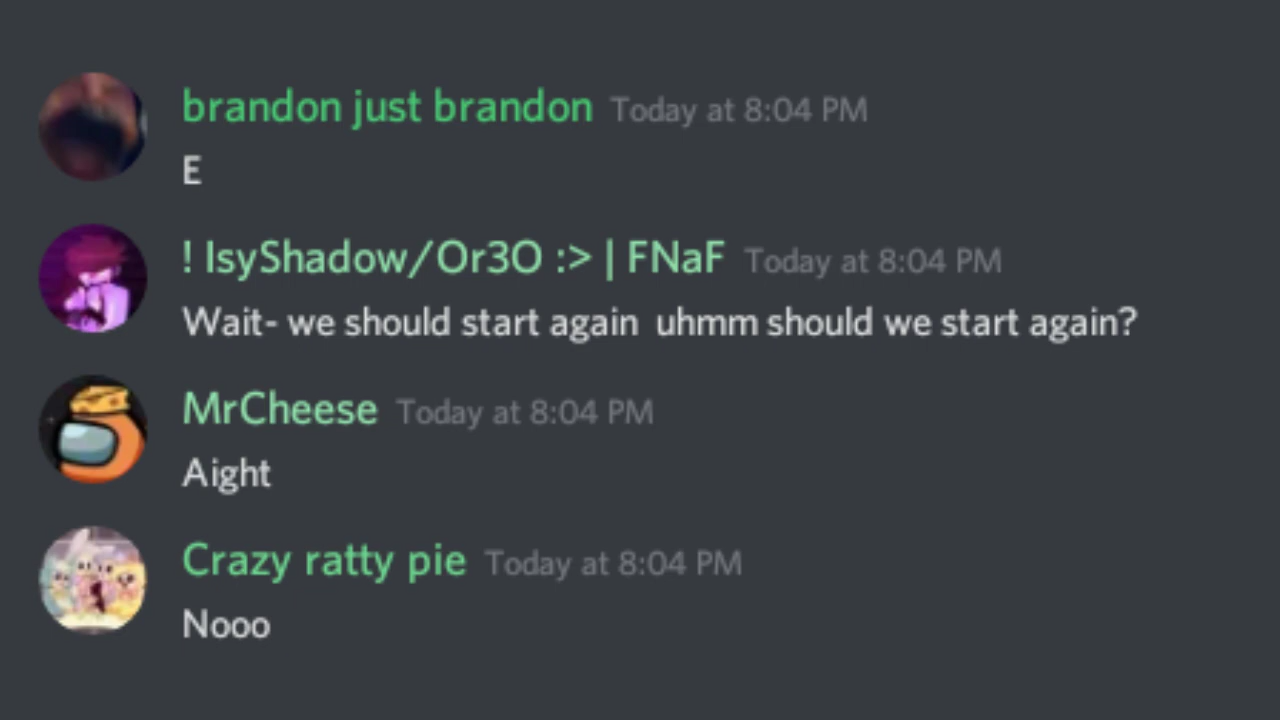 brandon just brandon Today at 8:04 PM
E
! IsyShadow/Or3O :> | FNaF Today at 8:04 PM
Wait- we should start again  uhmm should we start again?
MrCheese Today at 8:04 PM
Aight
Crazy ratty pie Today at 8:04 PM
Nooo